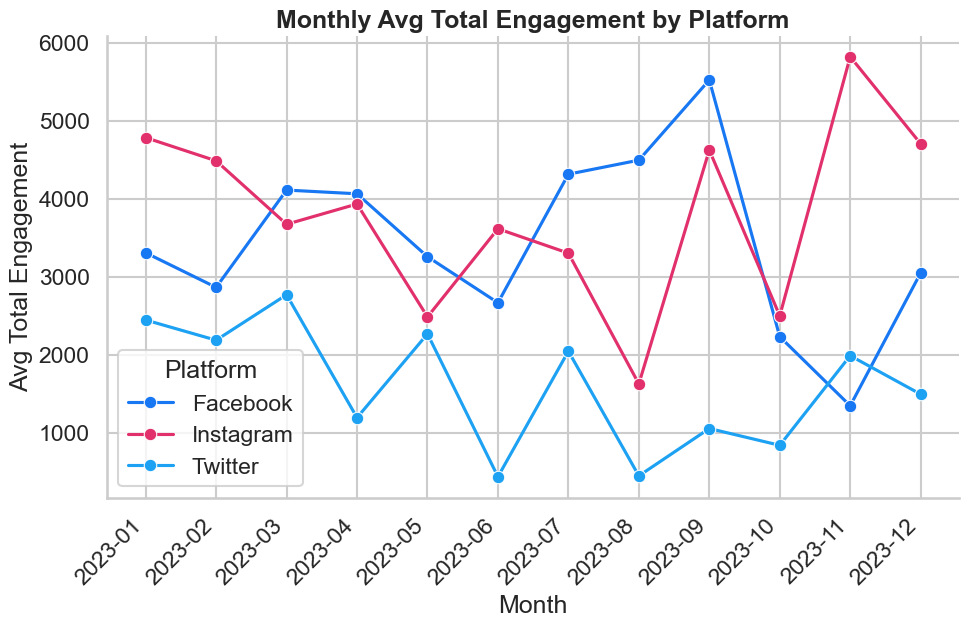 Monthly Avg Total Engagement by Platform
Avg Total Engagement
6000
5000
4000
3000
2000
1000
Platform
Facebook
Instagram
Twitter
2023-01
2023-02
2023-03
2023-04
2023-05
2023-06
2023-07
2023-08
2023-09
2023-10
2023-11
2023-12
Month